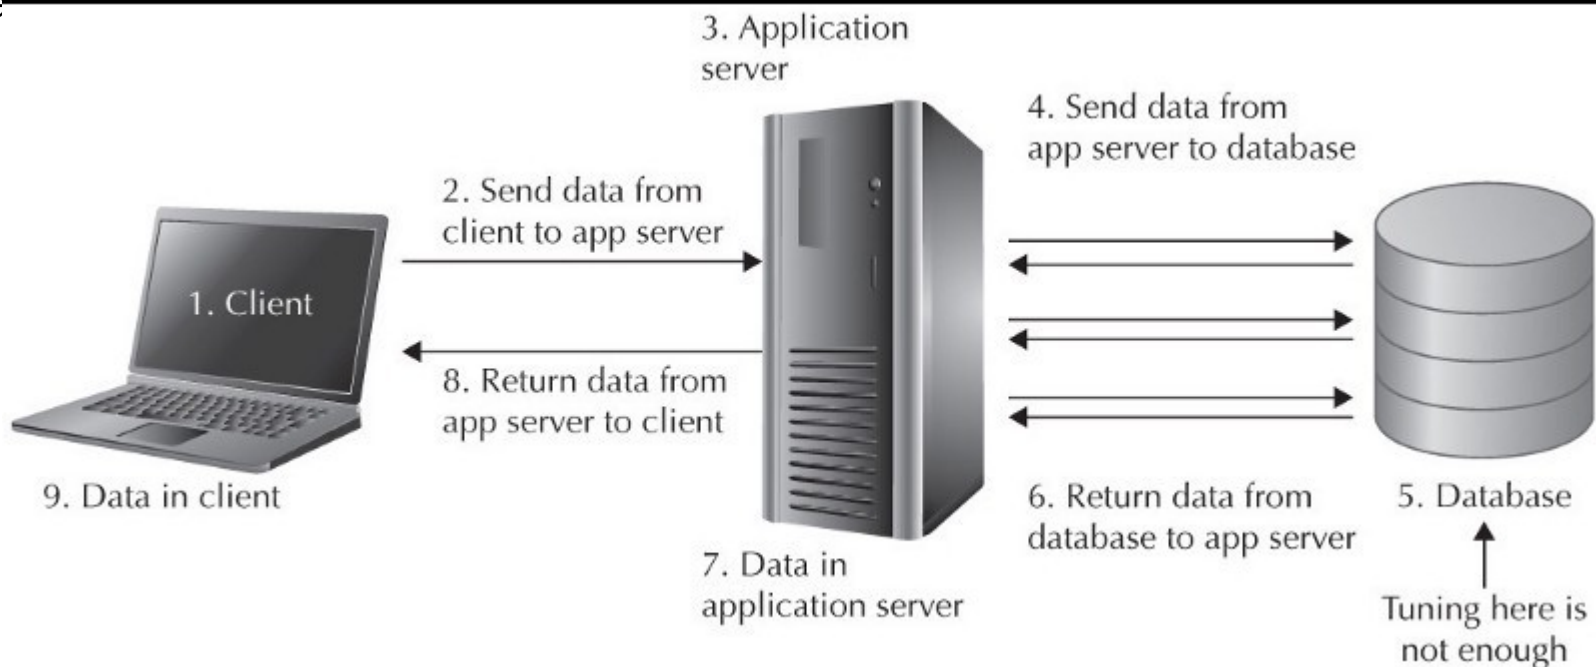 3. Application
server
4. Send data from
app server to database
2. Send data from
client to app server
1. Client
8. Return data from
app server to client
9. Data in client
6. Return data from
database to app server
5. Database
7. Data in
application server
Tuning here is
not enough